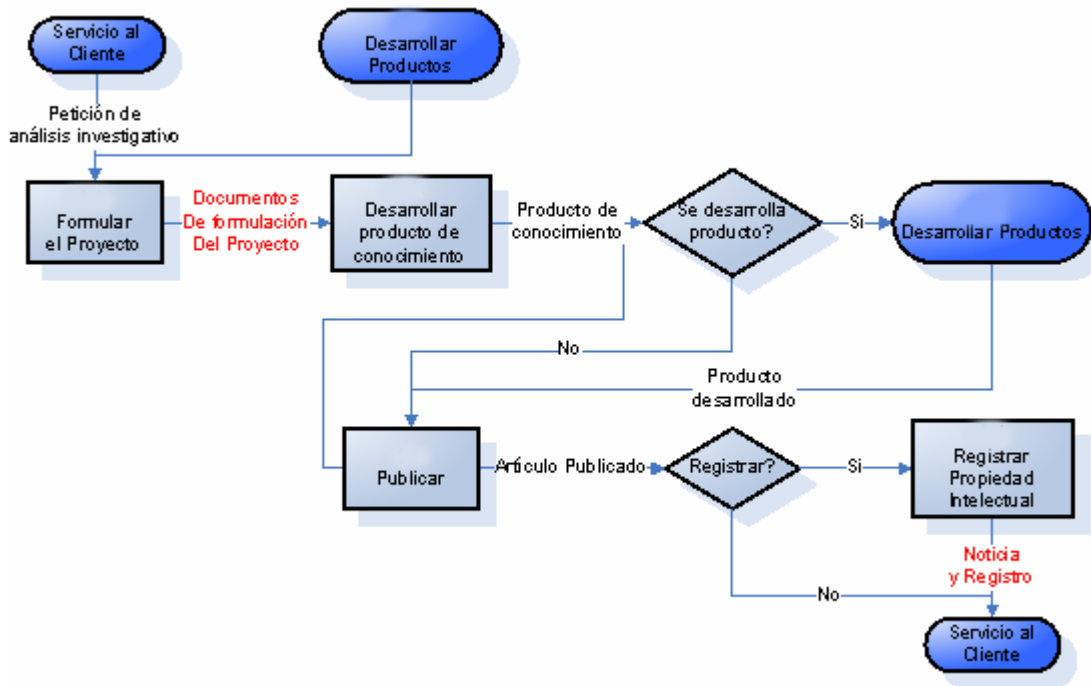 Servicio al
Cliente
Desarrollar
Productos
Petición de
análisis investigativo
Formular
el Proyecto
Documentos
De formulación
Del Proyecto
Desarrollar
producto de
conocimiento
Producto de
conocimiento
Se desarrolla
producto?
Si
Desarrollar Productos
No
Producto
desarrollado
Publicar
Artículo Publicado
Registrar?
Si
Registrar
Propiedad
Intelectual
Noticia
y Registro
No
Servicio al
Cliente